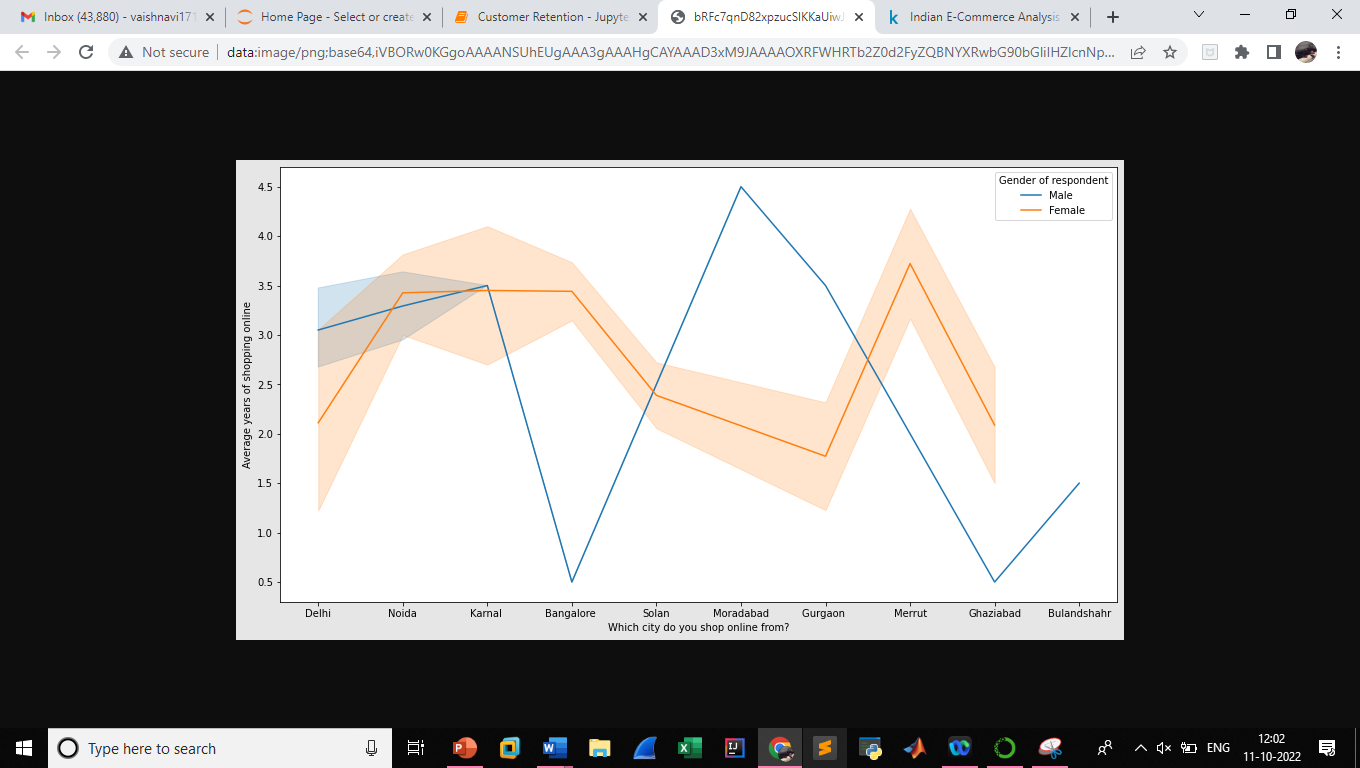 Inbox (43,880) - vaishnavi171
Home Page - Select or create
Customer Retention - Jupyte
bRFc7qnD82xpzucSIKKaUiwJ
Indian E-Commerce Analysis
Not secure
data:image/png;base64,iVBORw0KGgoAAAANSUhEUgAAA3gAAAHgCAYAAAD3xM9JAAAAOXRFWHRTb2Z0d2FyZQBNYXRwbG90bGliIHZlcnNp...
Gender of respondent
Male
Female
4.5
4.0
3.5
3.0
2.5
2.0
1.5
1.0
0.5
Average years of shopping online
Delhi Noida Karnal Bangalore Solan Moradabad Gurgaon Merrut Ghaziabad Bulandshahr
Which city do you shop online from?
Type here to search
ENG
12:02
11-10-2022